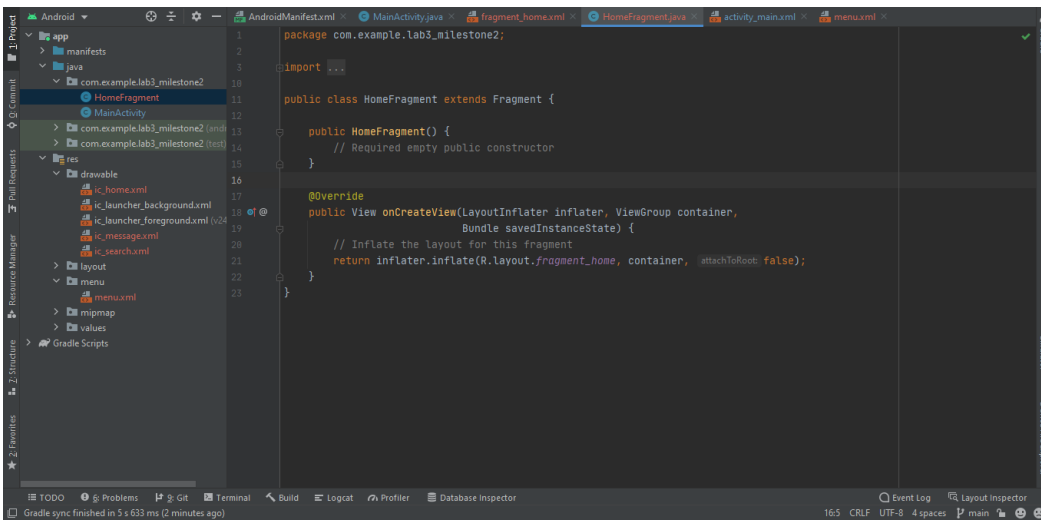 Android
AndroidManifest.xml
MainActivity.java
fragment_home.xml
HomeFragment.java
activity_main.xml
menu.xml
1: Project
0: Commit
Pull Requests
Resource Manager
7: Structure
2: Favorites
app
manifests
java
com.example.lab3_milestone2
HomeFragment
MainActivity
com.example.lab3_milestone2 (andr
com.example.lab3_milestone2 (test)
res
drawable
ic_home.xml
ic_launcher_background.xml
ic_launcher_foreground.xml (v24
ic_message.xml
ic_search.xml
layout
menu
menu.xml
mipmap
values
Gradle Scripts
1 package com.example.lab3_milestone2;
2
3 import ...
10
11 public class HomeFragment extends Fragment {
12
13 public HomeFragment() {
14 // Required empty public constructor
15 }
16
17 @Override
18 public View onCreateView(LayoutInflater inflater, ViewGroup container,
19 Bundle savedInstanceState) {
20 // Inflate the layout for this fragment
21 return inflater.inflate(R.layout.fragment_home, container, attachToRoot: false);
22 }
23 }
TODO 6: Problems 9: Git Terminal Build Logcat Profiler Database Inspector Event Log Layout Inspector
Gradle sync finished in 5 s 633 ms (2 minutes ago) 16:5 CRLF UTF-8 4 spaces main